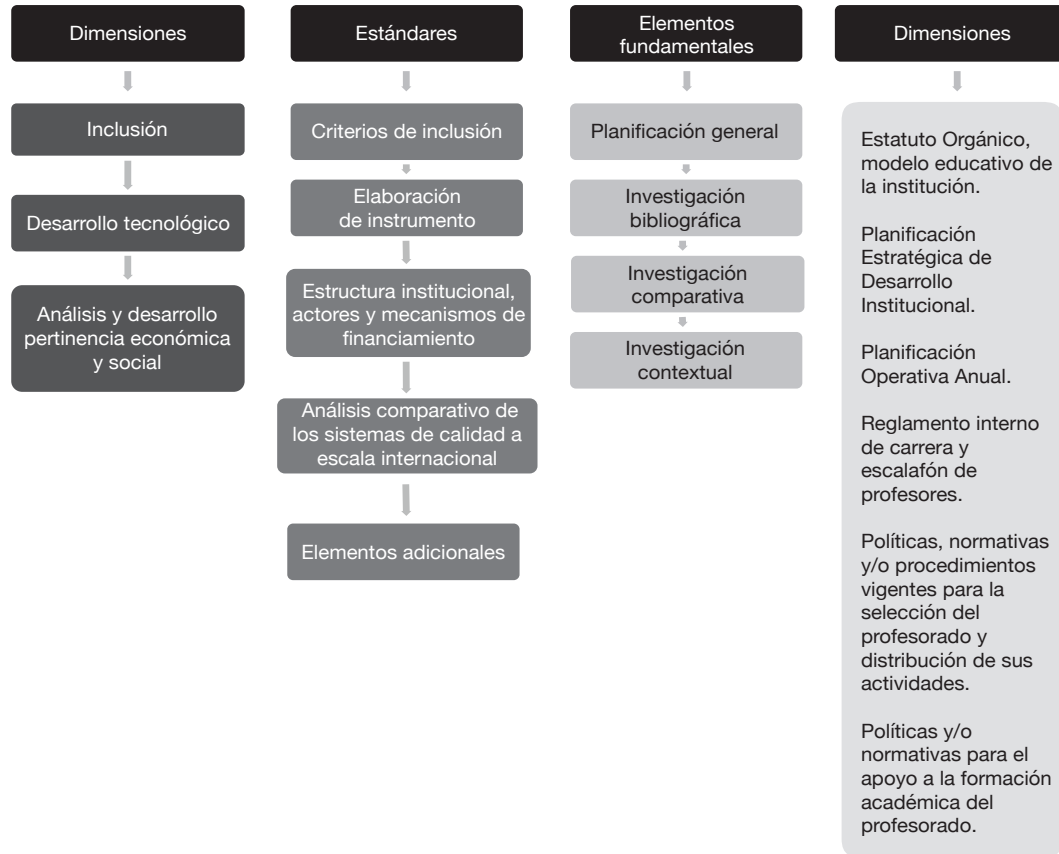 Dimensiones
Inclusión
Desarrollo tecnológico
Análisis y desarrollo
pertinencia económica
y social
Estándares
Criterios de inclusión
Elaboración
de instrumento
Estructura institucional,
actores y mecanismos de
financiamiento
Análisis comparativo de
los sistemas de calidad a
escala internacional
Elementos adicionales
Elementos
fundamentales
Planificación general
Investigación
bibliográfica
Investigación
comparativa
Investigación
contextual
Dimensiones
Estatuto Orgánico,
modelo educativo de
la institución.
Planificación
Estratégica de
Desarrollo
Institucional.
Planificación
Operativa Anual.
Reglamento interno
de carrera y
escalafón de
profesores.
Políticas, normativas
y/o procedimientos
vigentes para la
selección del
profesorado y
distribución de sus
actividades.
Políticas y/o
normativas para el
apoyo a la formación
académica del
profesorado.